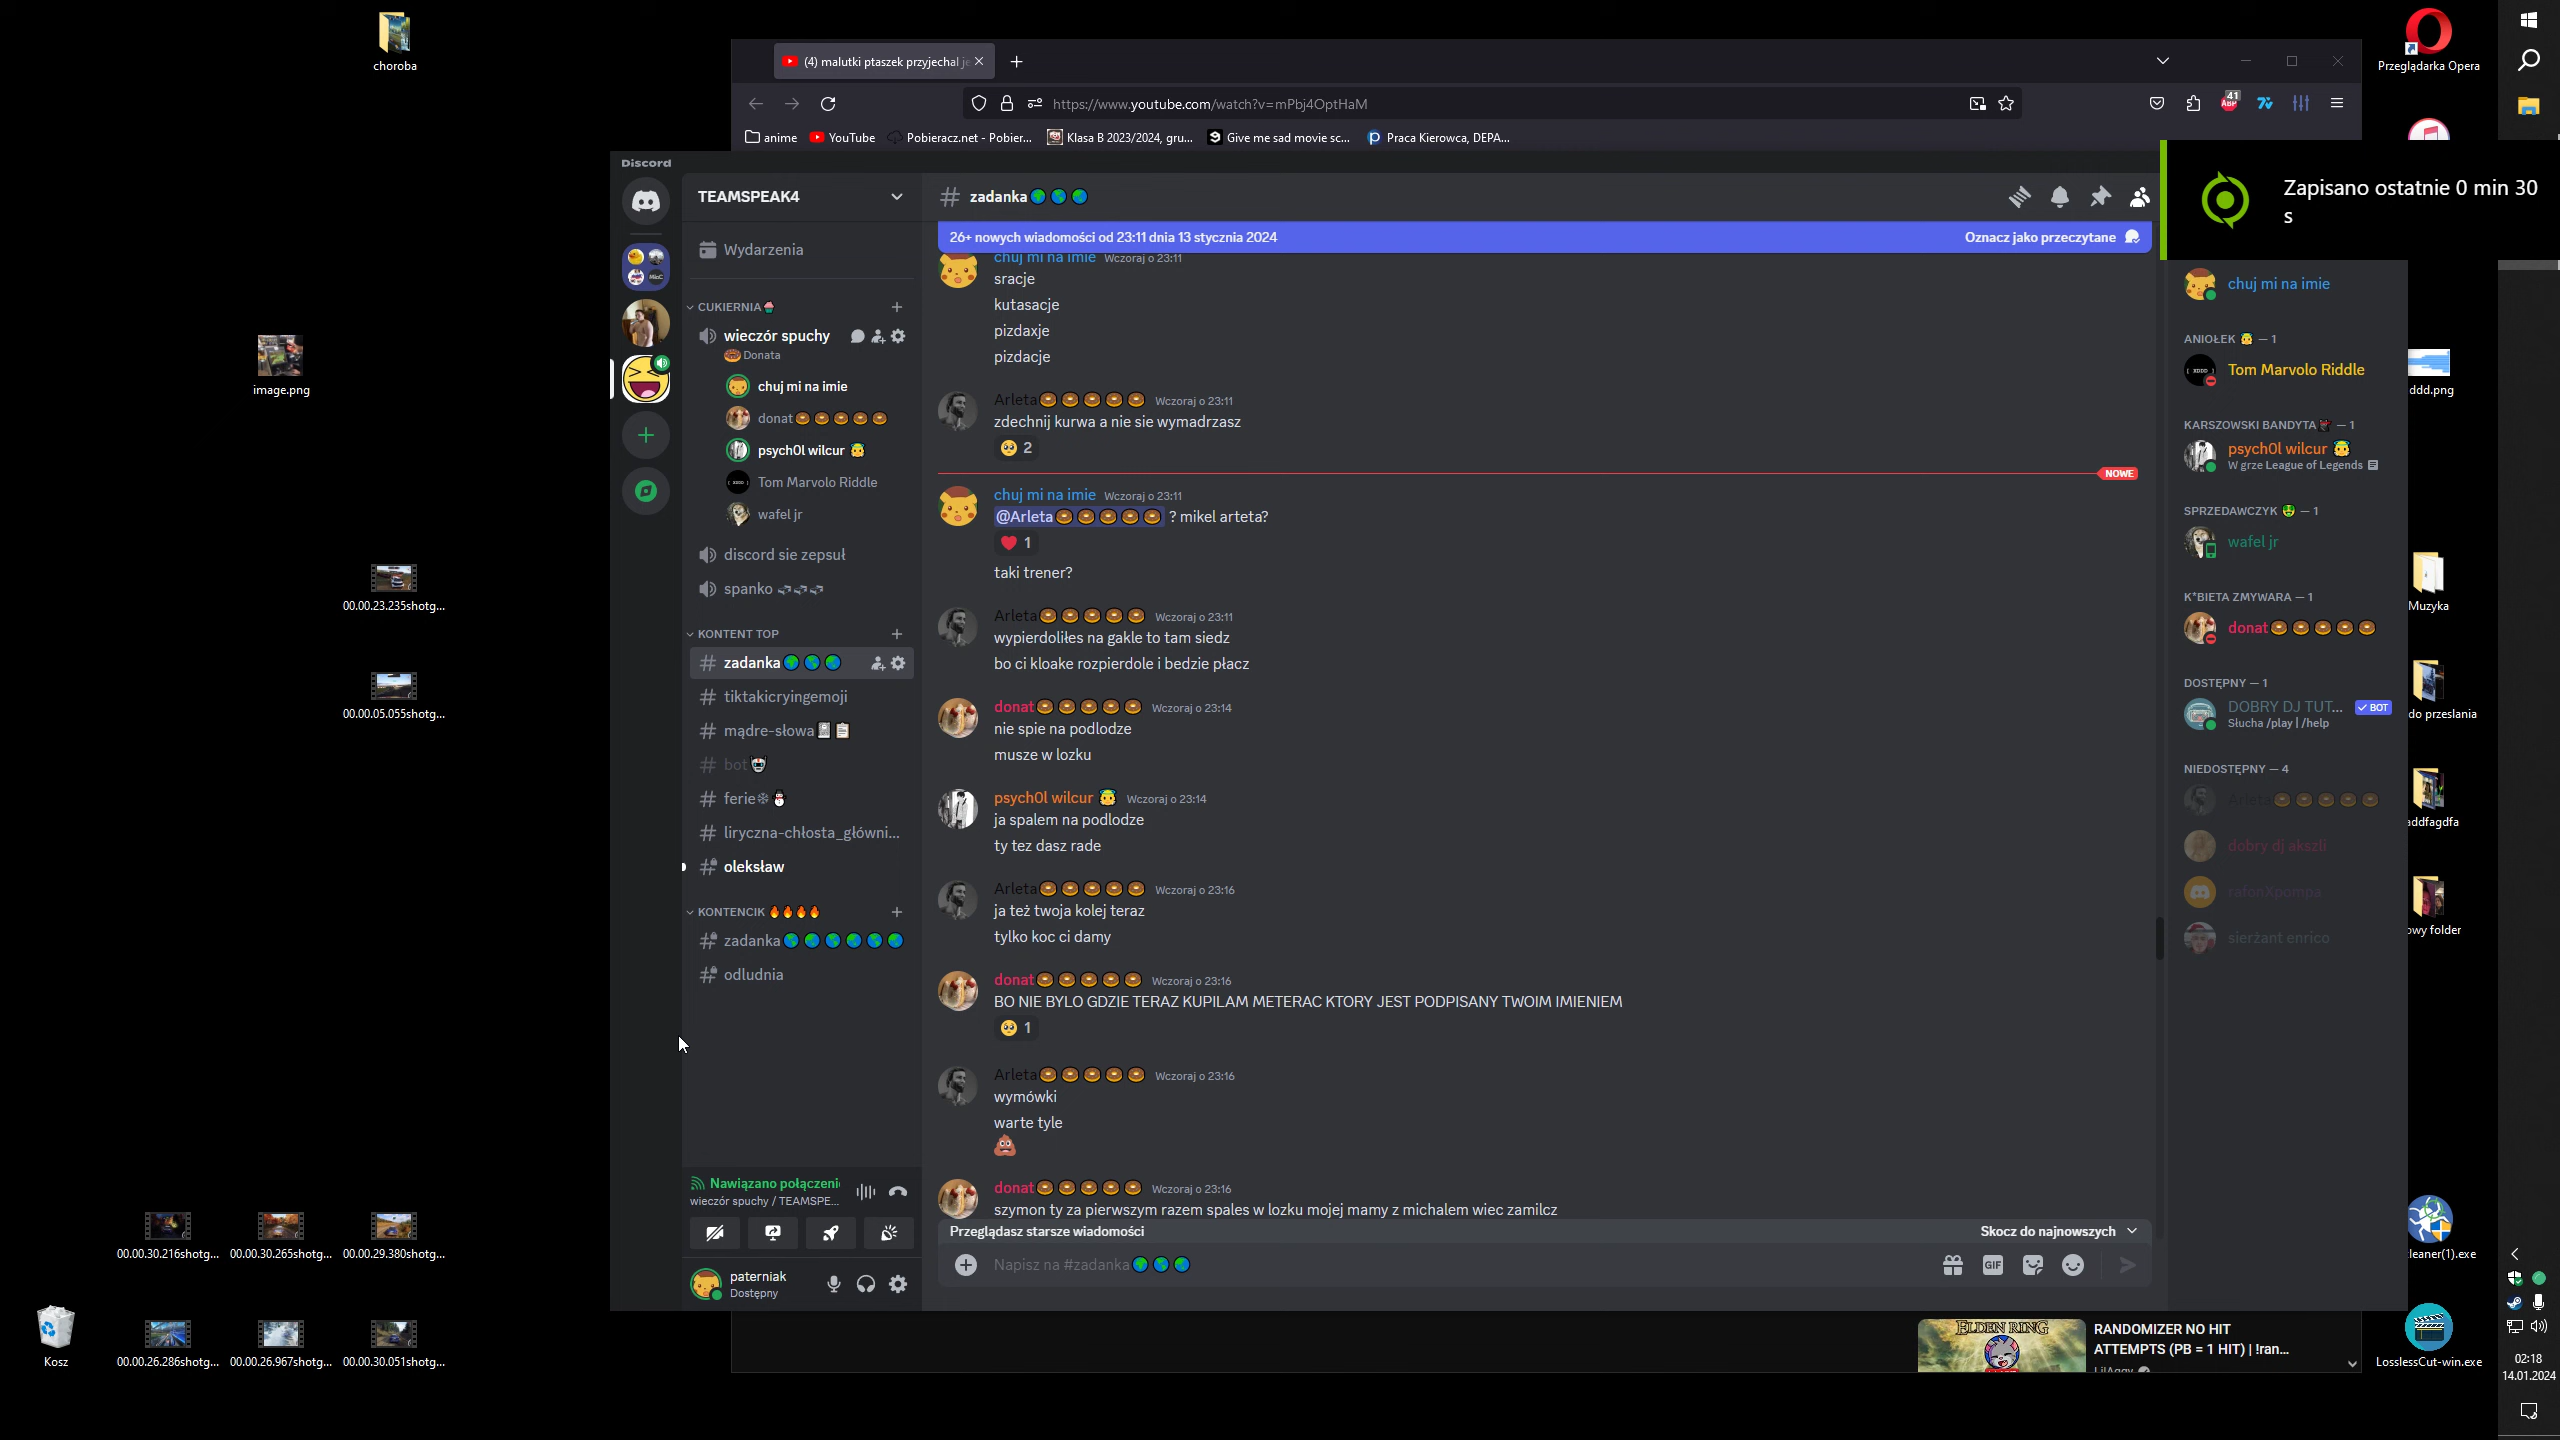 choroba
(4) malutki ptaszek przyjechal je
https://www.youtube.com/watch?v=mPbj4OptHaM
41
ABP
anime
YouTube
Pobieracz.net - Pobier...
Klasa B 2023/2024, gru...
Give me sad movie sc...
Praca Kierowca, DEPA...
Przeglądarka Opera
Zapisano ostatnie 0 min 30
s
Discord
TEAMSPEAK4
Wydarzenia
CUKIERNIA
wieczór spuchy
Donata
chuj mi na imie
donat
psych0l wilcur
Tom Marvolo Riddle
wafel jr
discord sie zepsuł
spanko
KONTENT TOP
zadanka
tiktakicryingemoji
mądre-słowa
bot
ferie
liryczna-chłosta_główni...
oleksław
KONTENCIK
zadanka
odludnia
Nawiązano połączeni
wieczór spuchy / TEAMSPE...
paterniak
Dostępny
zadanka
26+ nowych wiadomości od 23:11 dnia 13 stycznia 2024
Oznacz jako przeczytane
chuj mi na imie Wczoraj o 23:11
sracje
kutasacje
pizdaxje
pizdacje
Arleta Wczoraj o 23:11
zdechnij kurwa a nie sie wymadrzasz
2
NOWE
chuj mi na imie Wczoraj o 23:11
@Arleta ? mikel arteta?
1
taki trener?
Arleta Wczoraj o 23:11
wypierdoliłes na gakle to tam siedz
bo ci kloake rozpierdole i bedzie płacz
donat Wczoraj o 23:14
nie spie na podlodze
musze w lozku
psych0l wilcur Wczoraj o 23:14
ja spalem na podlodze
ty tez dasz rade
Arleta Wczoraj o 23:16
ja też twoja kolej teraz
tylko koc ci damy
donat Wczoraj o 23:16
BO NIE BYLO GDZIE TERAZ KUPILAM METERAC KTORY JEST PODPISANY TWOIM IMIENIEM
1
Arleta Wczoraj o 23:16
wymówki
warte tyle
donat Wczoraj o 23:16
szymon ty za pierwszym razem spales w lozku mojej mamy z michalem wiec zamilcz
Przeglądasz starsze wiadomości
Skocz do najnowszych
Napisz na #zadanka
GIF
chuj mi na imie
ANIOŁEK — 1
Tom Marvolo Riddle
KARSZOWSKI BANDYTA — 1
psych0l wilcur
W grze League of Legends
SPRZEDAWCZYK — 1
wafel jr
K*BIETA ZMYWARA — 1
donat
DOSTĘPNY — 1
DOBRY DJ TUT... BOT
Słucha /play | /help
NIEDOSTĘPNY — 4
Arleta
dobry dj akszli
rafonXpompa
sierżant enrico
image.png
00.00.23.235shotg...
00.00.05.055shotg...
00.00.30.216shotg...
00.00.30.265shotg...
00.00.29.380shotg...
Kosz
00.00.26.286shotg...
00.00.26.967shotg...
00.00.30.051shotg...
ddd.png
Muzyka
do przeslania
addfagdfa
owy folder
leaner(1).exe
LosslessCut-win.exe
ELDEN RING
RANDOMIZER NO HIT
ATTEMPTS (PB = 1 HIT) | !ran...
LilAggy
02:18
14.01.2024